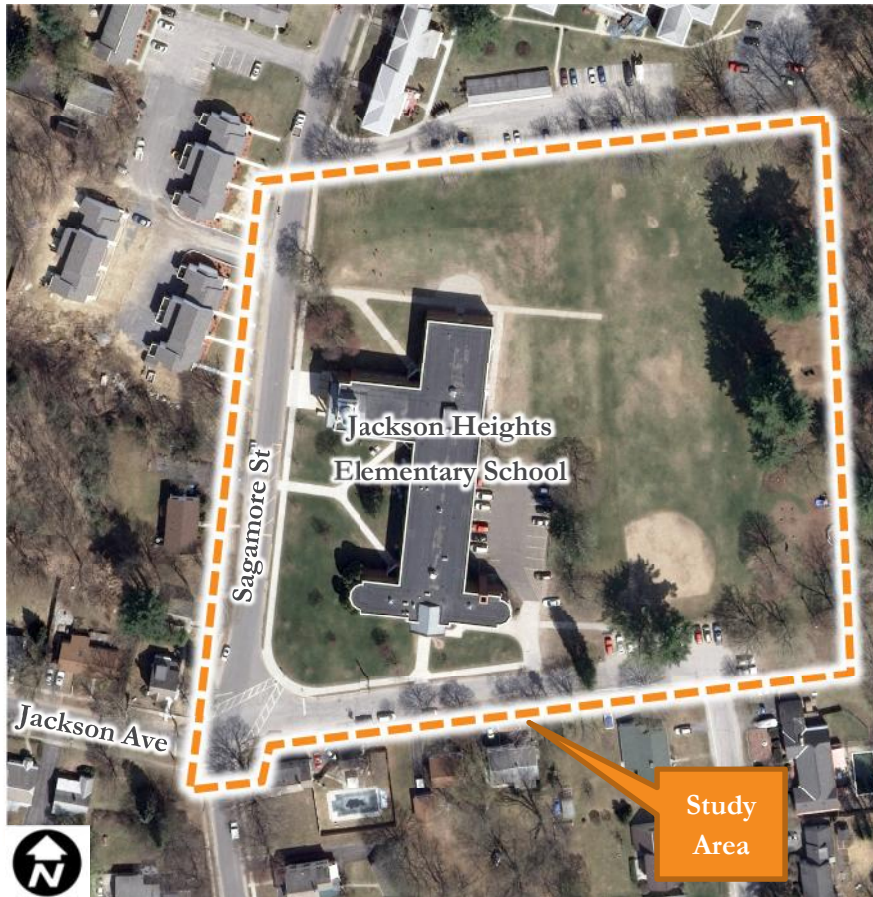 Jackson Heights
Elementary School
Sagamore St
Jackson Ave
Study
Area
N